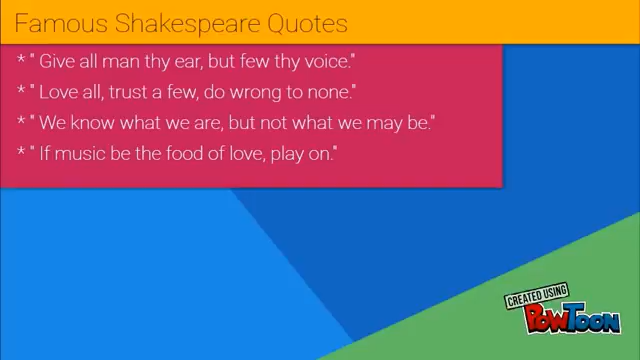 Famous Shakespeare Quotes
* " Give all man thy ear, but few thy voice."
* "Love all, trust a few, do wrong to none."
* " We know what we are, but not what we may be."
* " If music be the food of love, play on."
CREATED USING
POWTOON